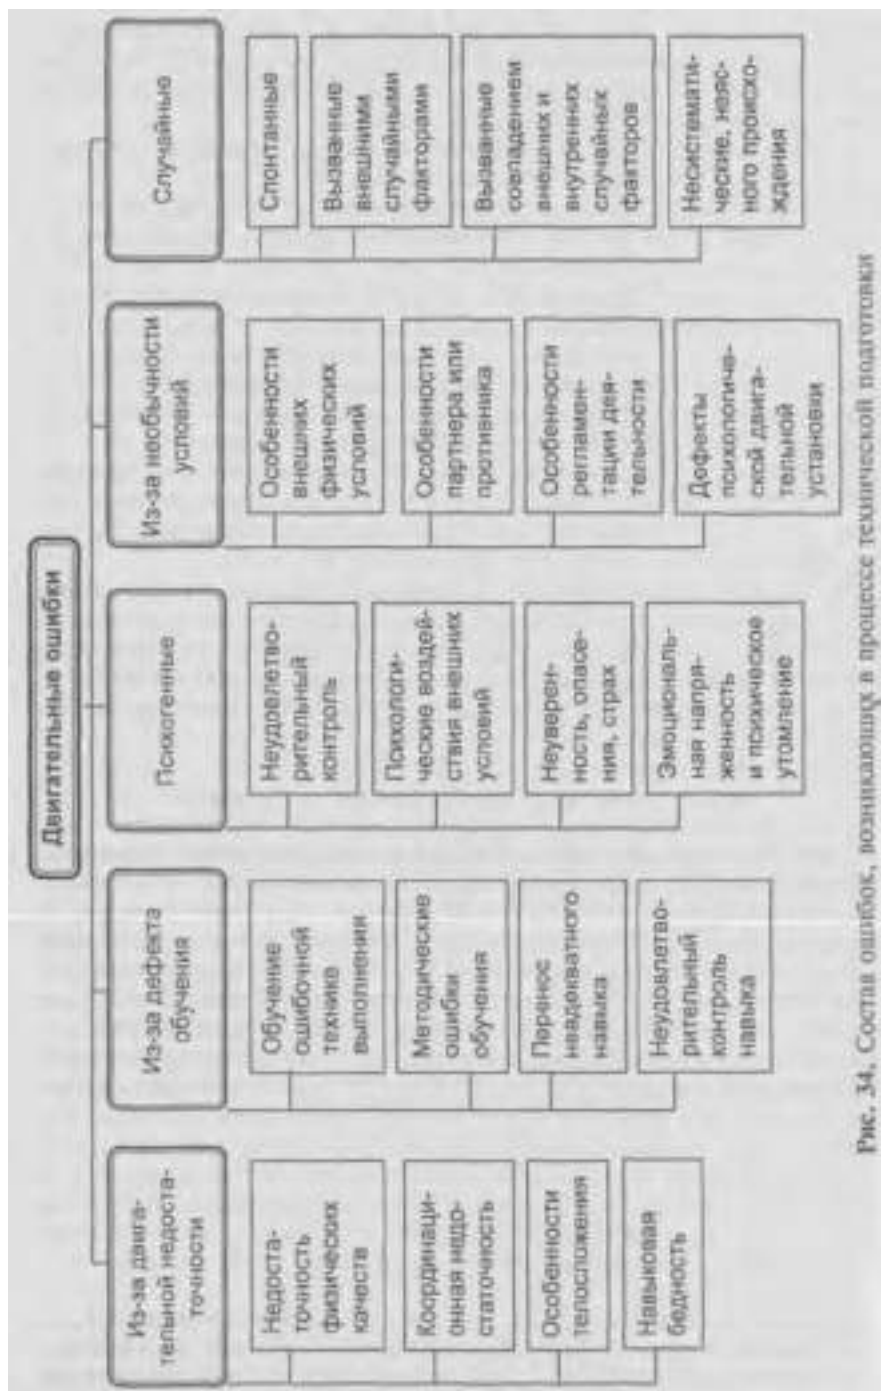 Двигательные ошибки
Из-за двига-
тельной недоста-
точности
Недоста-
точность
физических
качеств
Координаци-
онная недо-
статочность
Особенности
телосложения
Навыковая
бедность
Из-за дефекта
обучения
Обучение
ошибочной
технике
выполнения
Методические
ошибки
обучения
Перенос
неадекватного
навыка
Неудовлетво-
рительный
контроль
навыка
Психогенные
Неудовлетво-
рительный
контроль
Психологи-
ческие воздей-
ствия внешних
условий
Неуверен-
ность, опасе-
ния, страх
Эмоциональ-
ная напря-
женность
и психическое
утомление
Из-за необычности
условий
Особенности
внешних
физических
условий
Особенности
партнера или
противника
Особенности
регламен-
тации дея-
тельности
Дефекты
психологиче-
ской двига-
тельной
установки
Случайные
Спонтанные
Вызванные
внешними
случайными
факторами
Вызванные
совпадением
внешних и
внутренних
случайных
факторов
Несистемати-
ческие, неяс-
ного происхо-
ждения
Рис. 34. Состав ошибок, возникающих в процессе технической подготовки